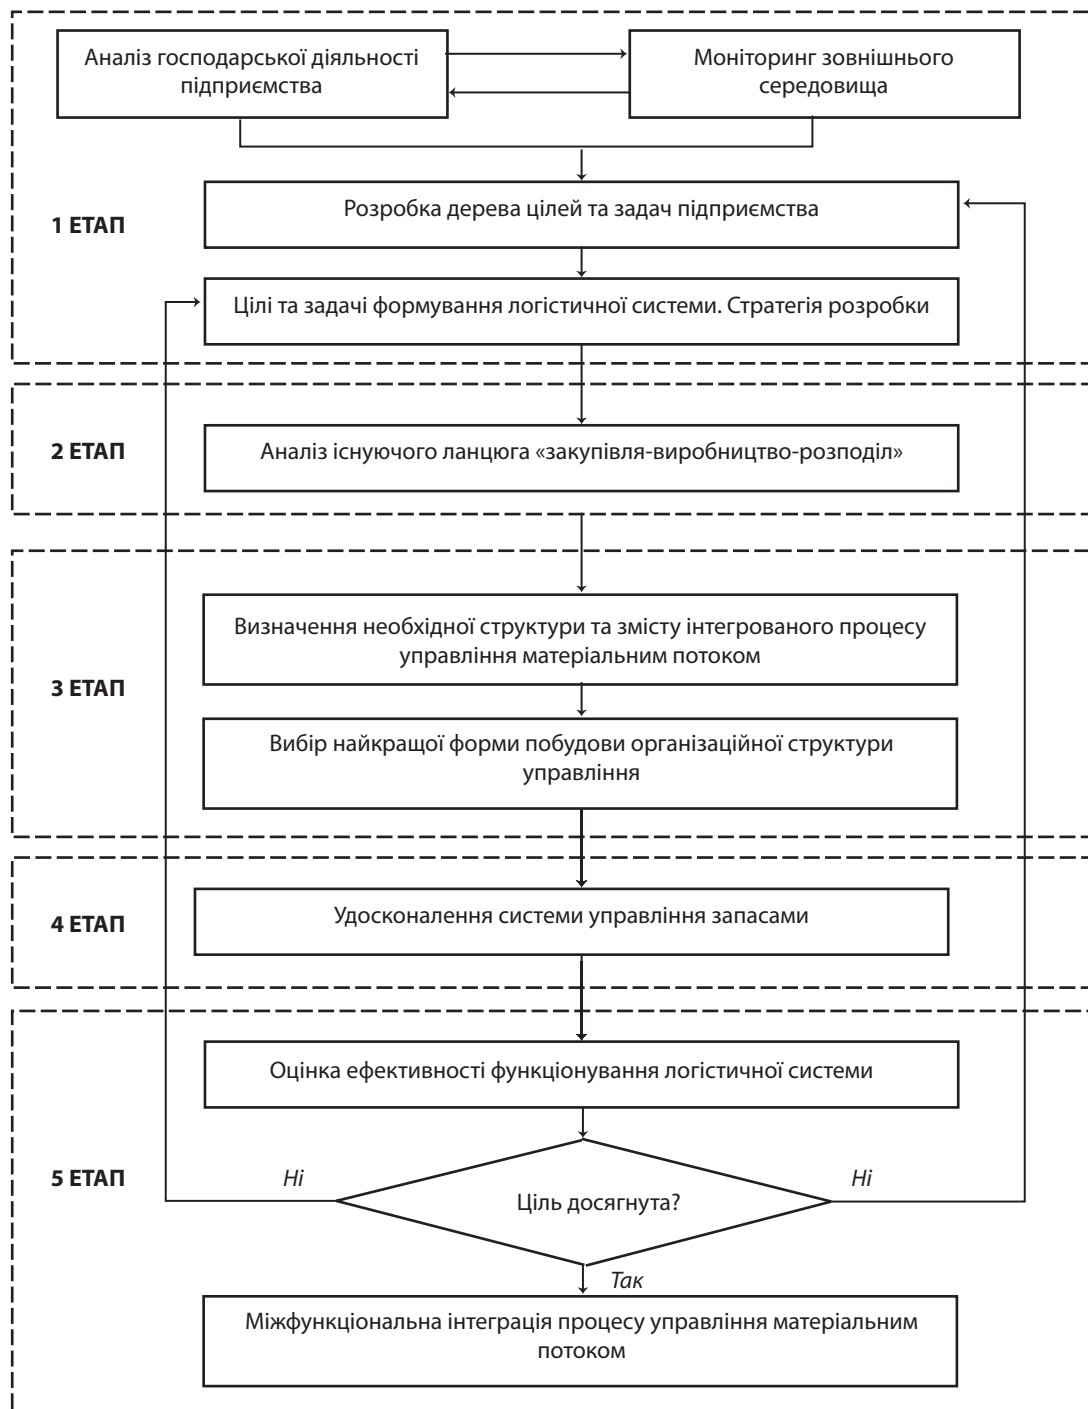 Аналіз господарської діяльності
підприємства
Моніторинг зовнішнього
середовища
1 ЕТАП
Розробка дерева цілей та задач підприємства
Цілі та задачі формування логістичної системи. Стратегія розробки
2 ЕТАП
Аналіз існуючого ланцюга «закупівля-виробництво-розподіл»
3 ЕТАП
Визначення необхідної структури та змісту інтегрованого процесу
управління матеріальним потоком
Вибір найкращої форми побудови організаційної структури
управління
4 ЕТАП
Удосконалення системи управління запасами
5 ЕТАП
Оцінка ефективності функціонування логістичної системи
Ні
Ціль досягнута?
Ні
Так
Міжфункціональна інтеграція процесу управління матеріальним
потоком